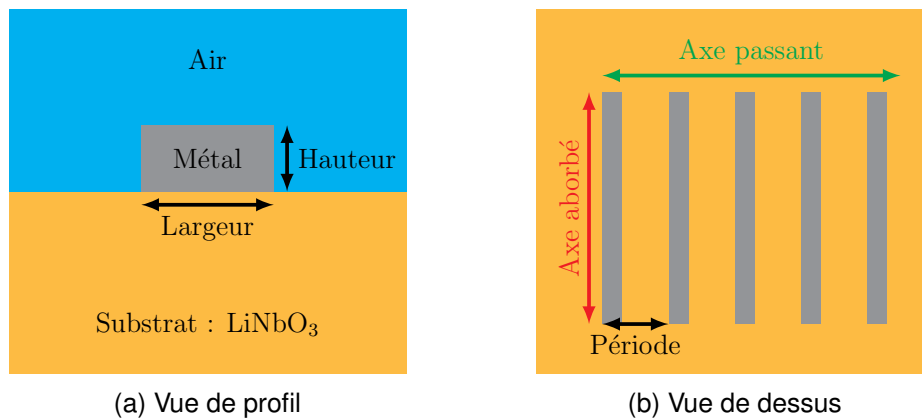 Air
Métal
Hauteur
Largeur
Substrat : LiNbO₃
(a) Vue de profil
Axe passant
Axe aborbé
Période
(b) Vue de dessus